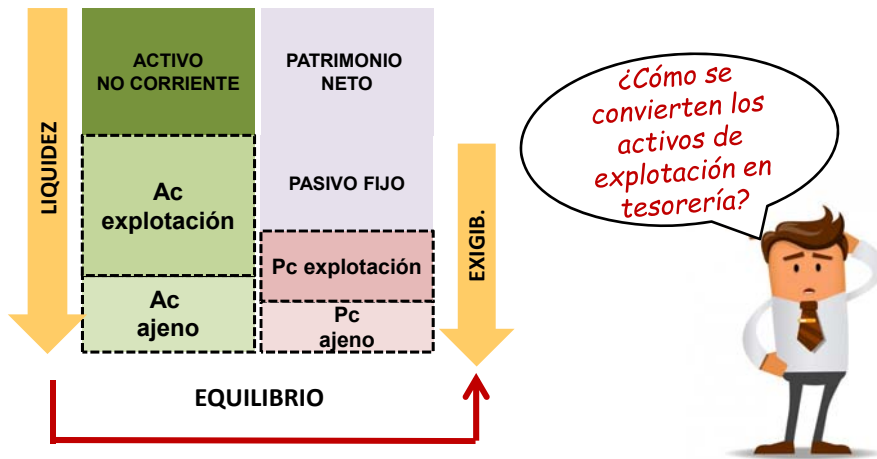 LIQUIDEZ
ACTIVO
NO CORRIENTE
Ac
explotación
Ac
ajeno
PATRIMONIO
NETO
PASIVO FIJO
Pc explotación
Pc
ajeno
EXIGIB.
EQUILIBRIO
¿Cómo se
convierten los
activos de
explotación en
tesorería?